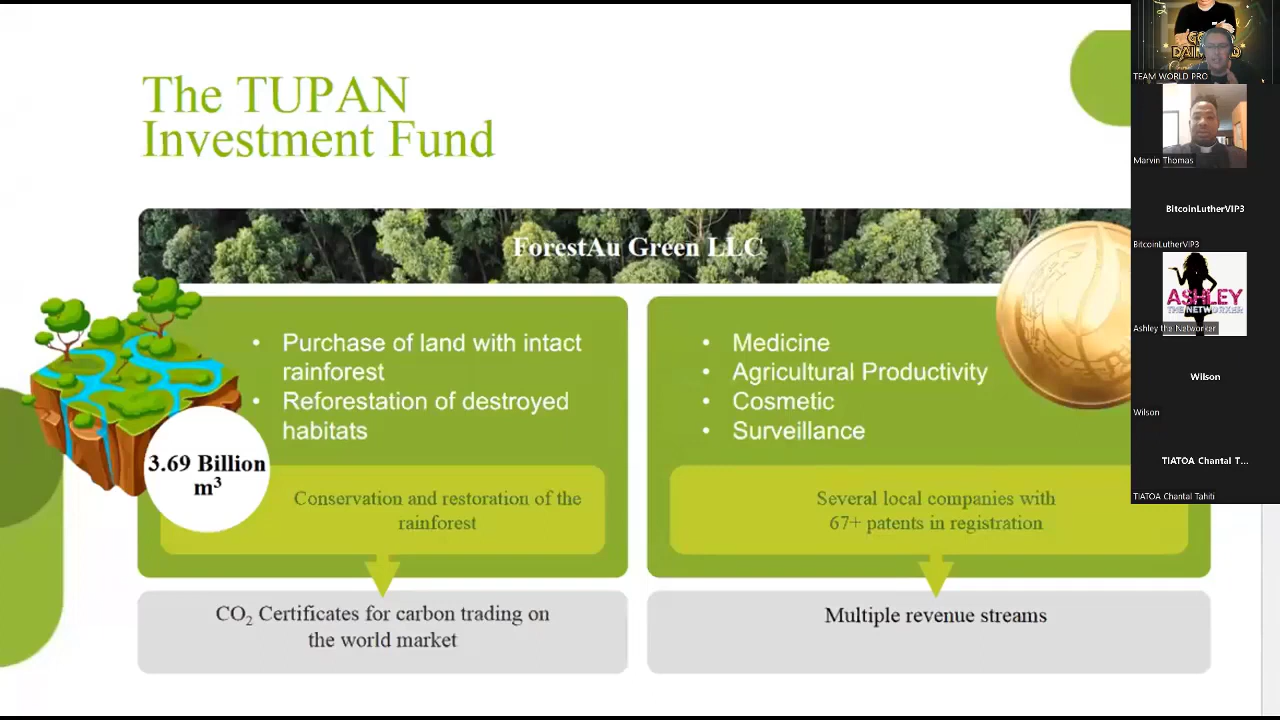 The TUPAN
Investment Fund
ForestAu Green LLC
• Purchase of land with intact
rainforest
• Reforestation of destroyed
habitats
3.69 Billion
m³
Conservation and restoration of the
rainforest
CO₂ Certificates for carbon trading on
the world market
• Medicine
• Agricultural Productivity
• Cosmetic
• Surveillance
Several local companies with
67+ patents in registration
Multiple revenue streams
TEAM WORLD PRO
Marvin Thomas
BitcoinLutherVIP3
BitcoinLutherVIP3
ASHLEY
THE NETWORKER
Ashley the Networker
Wilson
Wilson
TIATOA Chantal T...
TIATOA Chantal Tahiti